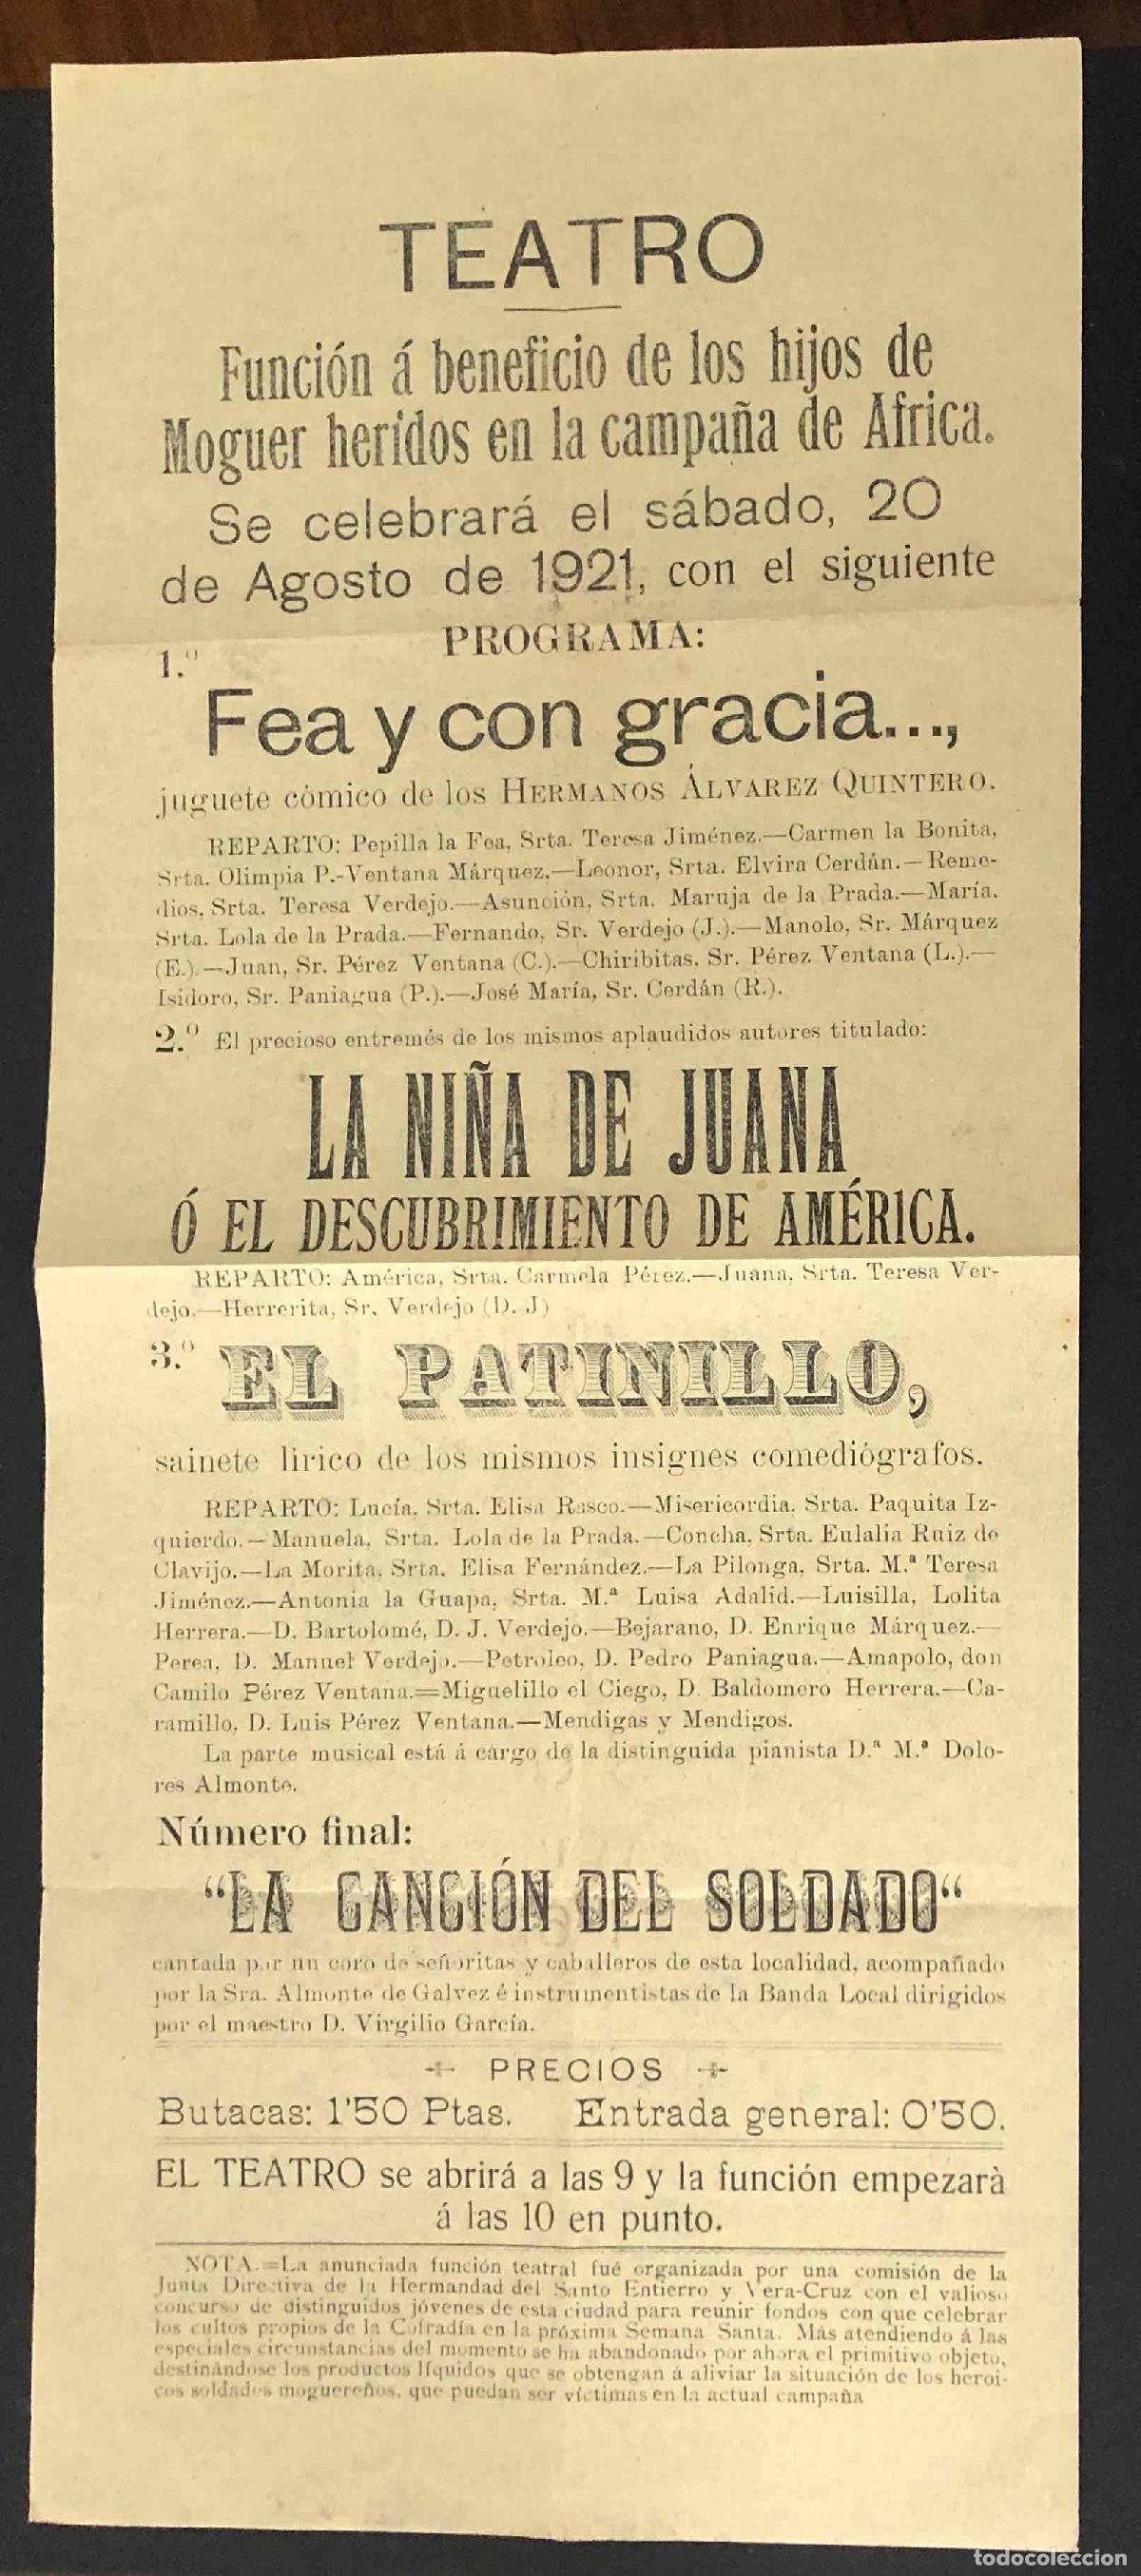 TEATRO
Función á beneficio de los hijos de
Moguer heridos en la campaña de Africa.
Se celebrará el sábado, 20
de Agosto de 1921, con el siguiente
PROGRAMA:
1.º
Fea y con gracia...,
juguete cómico de los HERMANOS ÁLVAREZ QUINTERO.
REPARTO: Pepilla la Fea, Srta. Teresa Jiménez.—Carmen la Bonita,
Srta. Olimpia P.-Ventana Márquez.—Leonor, Srta. Elvira Cerdán.—Reme-
dios, Srta. Teresa Verdejo.—Asunción, Srta. Maruja de la Prada.—María,
Srta. Lola de la Prada.—Fernando, Sr. Verdejo (J.).—Manolo, Sr. Márquez
(E.).—Juan, Sr. Pérez Ventana (C.).—Chiribitas, Sr. Pérez Ventana (L.).—
Isidoro, Sr. Paniagua (P.).—José María, Sr. Cerdán (R.).
2.º El precioso entremés de los mismos aplaudidos autores titulado:
LA NIÑA DE JUANA
Ó EL DESCUBRIMIENTO DE AMÉRICA.
REPARTO: América, Srta. Carmela Pérez.—Juana, Srta. Teresa Ver-
dejo.—Herrerita, Sr. Verdejo (D. J)
3.º EL PATINILLO,
sainete lírico de los mismos insignes comediògrafos.
REPARTO: Lucía, Srta. Elisa Rasco.—Misericordia, Srta. Paquita Iz-
quierdo.—Manuela, Srta. Lola de la Prada.—Concha, Srta. Eulalia Ruiz de
Clavijo.—La Morita, Srta. Elisa Fernández.—La Pilonga, Srta. M.ª Teresa
Jiménez.—Antonia la Guapa, Srta. M.ª Luisa Adalid.—Luisilla, Lolita
Herrera.—D. Bartolomé, D. J. Verdejo.—Bejarano, D. Enrique Márquez.—
Perea, D. Manuel Verdejo.—Petroleo, D. Pedro Paniagua.—Amapolo, don
Camilo Pérez Ventana.=Miguelillo el Ciego, D. Baldomero Herrera.—Ca-
ramillo, D. Luis Pérez Ventana.—Mendigas y Mendigos.
La parte musical está á cargo de la distinguida pianista D.ª M.ª Dolo-
res Almonte.
Número final:
“LA CANCIÓN DEL SOLDADO“
cantada por un coro de señoritas y caballeros de esta localidad, acompañado
por la Sra. Almonte de Galvez é instrumentistas de la Banda Local dirigidos
por el maestro D. Virgilio García.
PRECIOS
Butacas: 1'50 Ptas. Entrada general: 0'50.
EL TEATRO se abrirá a las 9 y la función empezarà
á las 10 en punto.
NOTA.=La anunciada función teatral fué organizada por una comisión de la
Junta Directiva de la Hermandad del Santo Entierro y Vera-Cruz con el valioso
concurso de distinguidos jóvenes de esta ciudad para reunir fondos con que celebrar
los cultos propios de la Cofradía en la próxima Semana Santa. Más atendiendo á las
especiales circunstancias del momento se ha abandonado por ahora el primitivo objeto,
destinándose los productos líquidos que se obtengan á aliviar la situación de los heroi-
cos soldados moguereños, que puedan ser víctimas en la actual campaña
todocoleccion